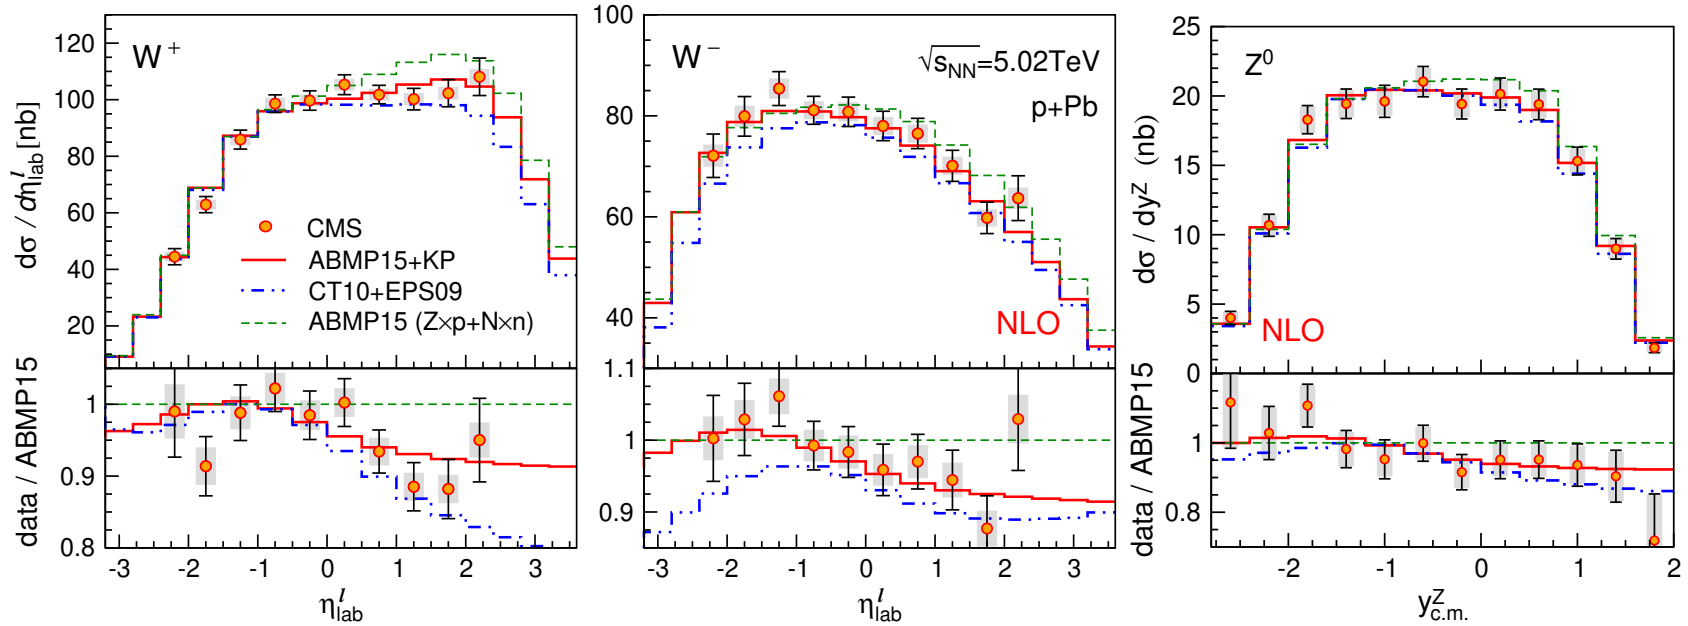 W⁺
dσ / dη^l_lab [nb]
120
100
80
60
40
20
CMS
ABMP15+KP
CT10+EPS09
ABMP15 (Z×p+N×n)
data / ABMP15
1
0.9
0.8
-3 -2 -1 0 1 2 3
η^l_lab
W⁻
√s_NN=5.02TeV
p+Pb
100
80
60
40
NLO
1.1
1
0.9
-3 -2 -1 0 1 2 3
η^l_lab
Z⁰
dσ / dy^Z (nb)
25
20
15
10
5
0
NLO
data / ABMP15
1
0.8
-2 -1 0 1 2
y^Z_c.m.